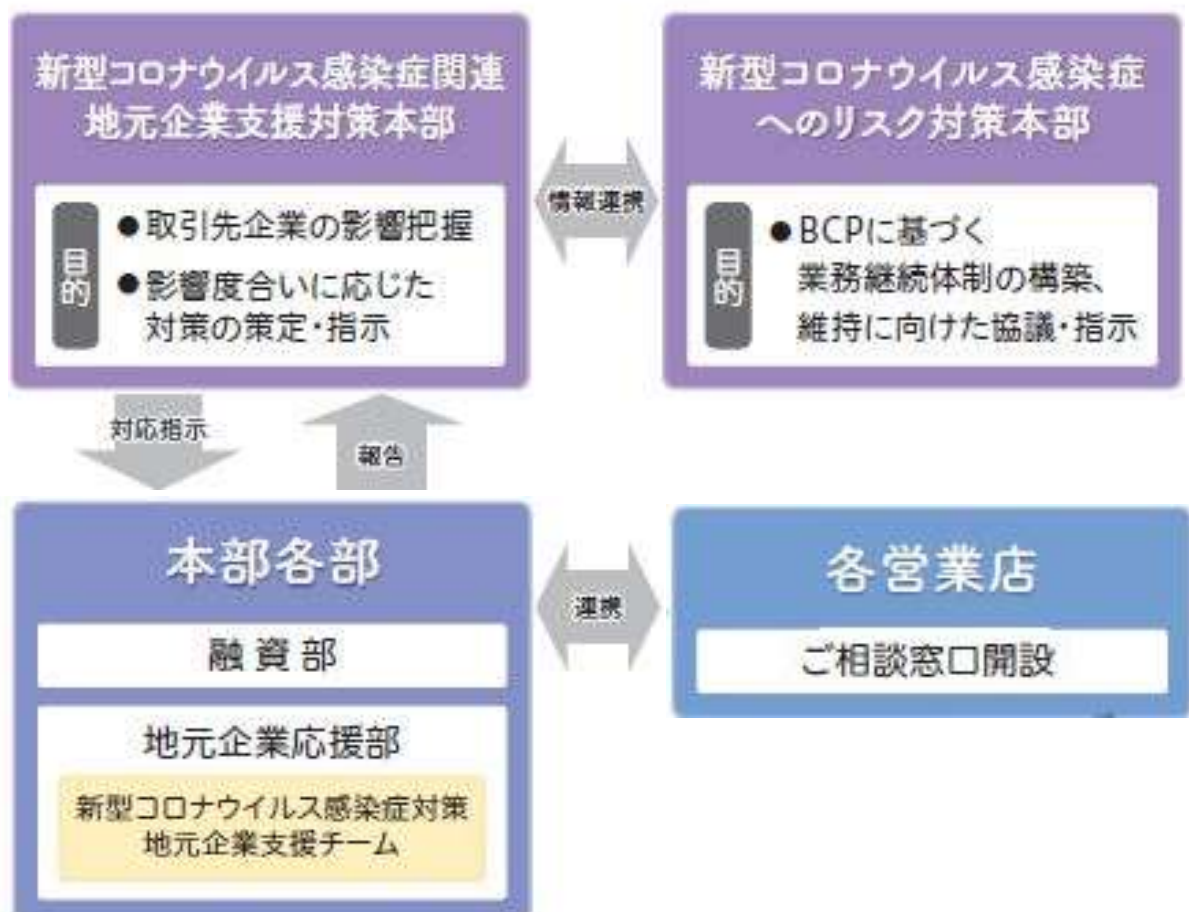 新型コロナウイルス感染症関連
地元企業支援対策本部
目的
●取引先企業の影響把握
●影響度合いに応じた
対策の策定・指示
情報連携
新型コロナウイルス感染症
へのリスク対策本部
目的
●BCPに基づく
業務継続体制の構築、
維持に向けた協議・指示
対応指示
報告
本部各部
融資部
地元企業応援部
新型コロナウイルス感染症対策
地元企業支援チーム
連携
各営業店
ご相談窓口開設